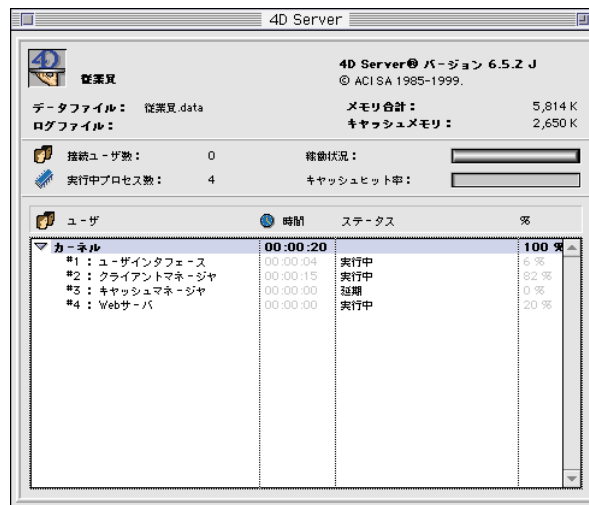 4D Server
従業員
4D Server® バージョン 6.5.2 J
© ACI SA 1985-1999.
データファイル： 従業員.data
ログファイル：
メモリ合計： 5,814 K
キャッシュメモリ： 2,650 K
接続ユーザ数： 0
稼働状況：
実行中プロセス数： 4
キャッシュヒット率：
ユーザ 時間 ステータス %
カーネル 00:00:20 100 %
#1 : ユーザインタフェース 00:00:04 実行中 6 %
#2 : クライアントマネージャ 00:00:15 実行中 82 %
#3 : キャッシュマネージャ 00:00:00 延期 0 %
#4 : Webサーバ 00:00:00 実行中 20 %